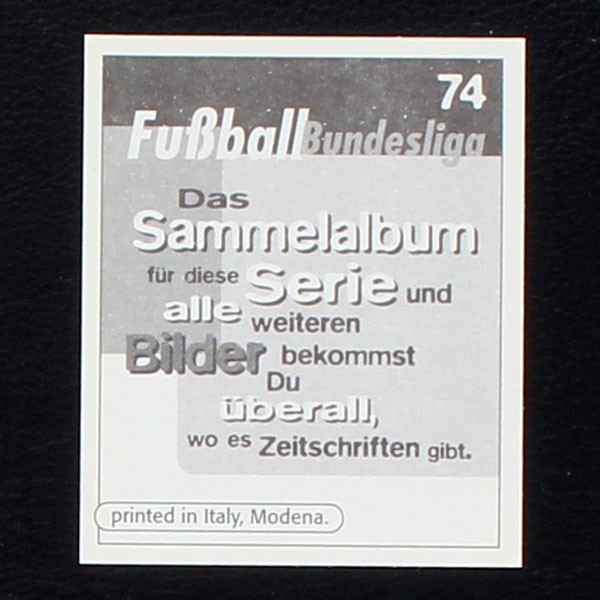 74
Fußball Bundesliga
Das
Sammelalbum
für diese Serie und
alle weiteren
Bilder bekommst
Du
überall,
wo es Zeitschriften gibt.
printed in Italy, Modena.